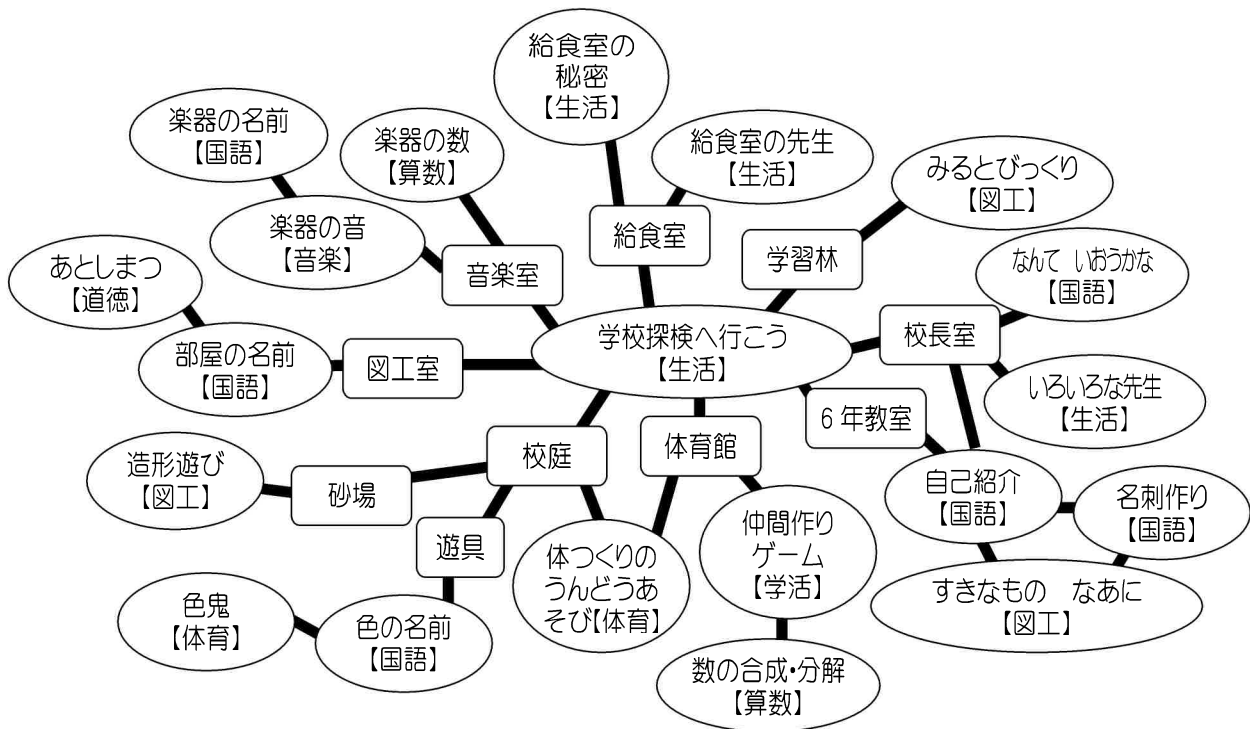 給食室の
秘密
【生活】
楽器の名前
【国語】
楽器の数
【算数】
給食室の先生
【生活】
みるとびっくり
【図工】
楽器の音
【音楽】
給食室
学習林
なんて いおうかな
【国語】
あとしまつ
【道徳】
音楽室
学校探検へ行こう
【生活】
校長室
部屋の名前
【国語】
図工室
いろいろな先生
【生活】
6年教室
造形遊び
【図工】
砂場
校庭
体育館
自己紹介
【国語】
名刺作り
【国語】
遊具
体つくりの
うんどうあ
そび【体育】
仲間作り
ゲーム
【学活】
すきなもの なあに
【図工】
色鬼
【体育】
色の名前
【国語】
数の合成・分解
【算数】